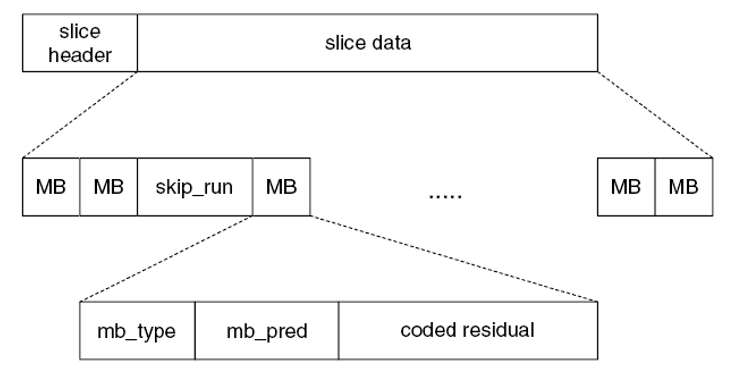 slice
header
slice data
MB MB skip_run MB ..... MB MB
mb_type mb_pred coded residual